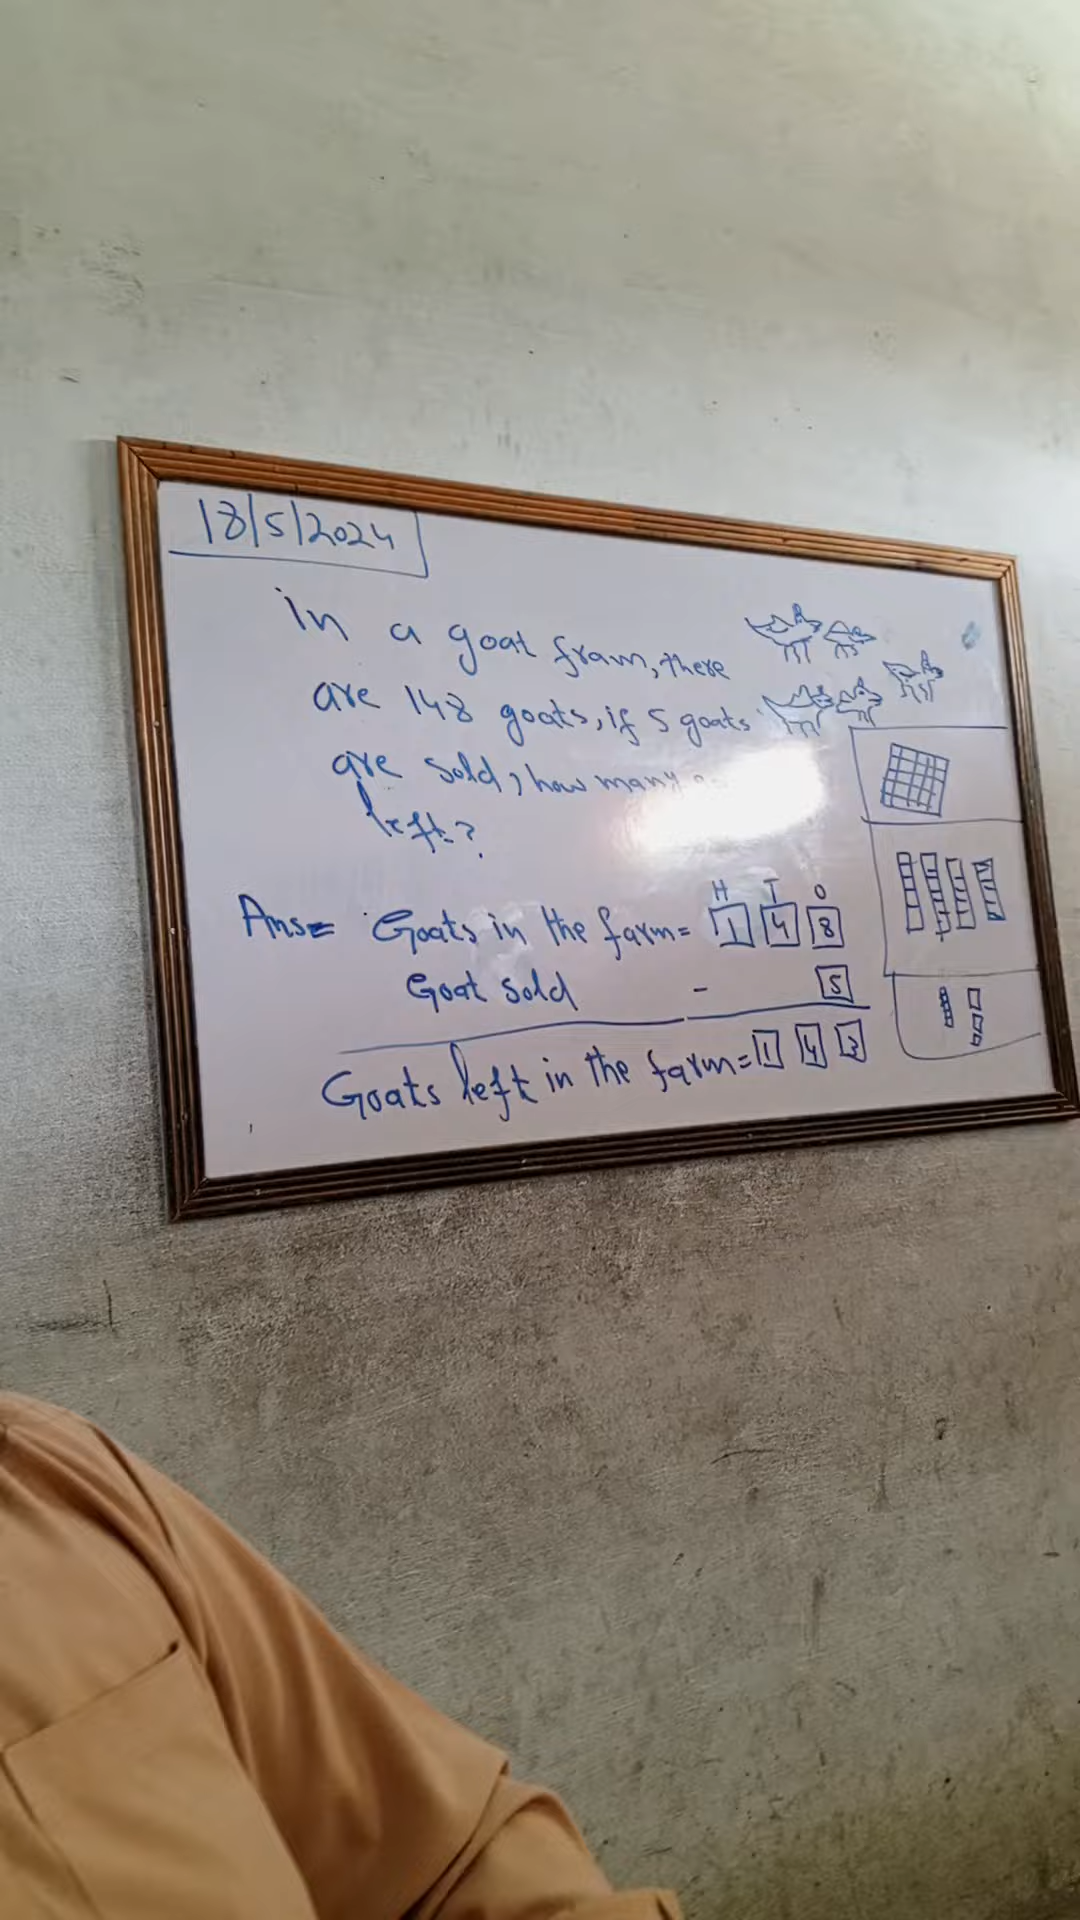 18/5/2024
in a goat fram, there
are 148 goats, if 5 goats
are sold, how many
left?
H T O
Ans= Goats in the farm= 1 4 8
Goat sold - 5
Goats left in the farm= 1 4 3